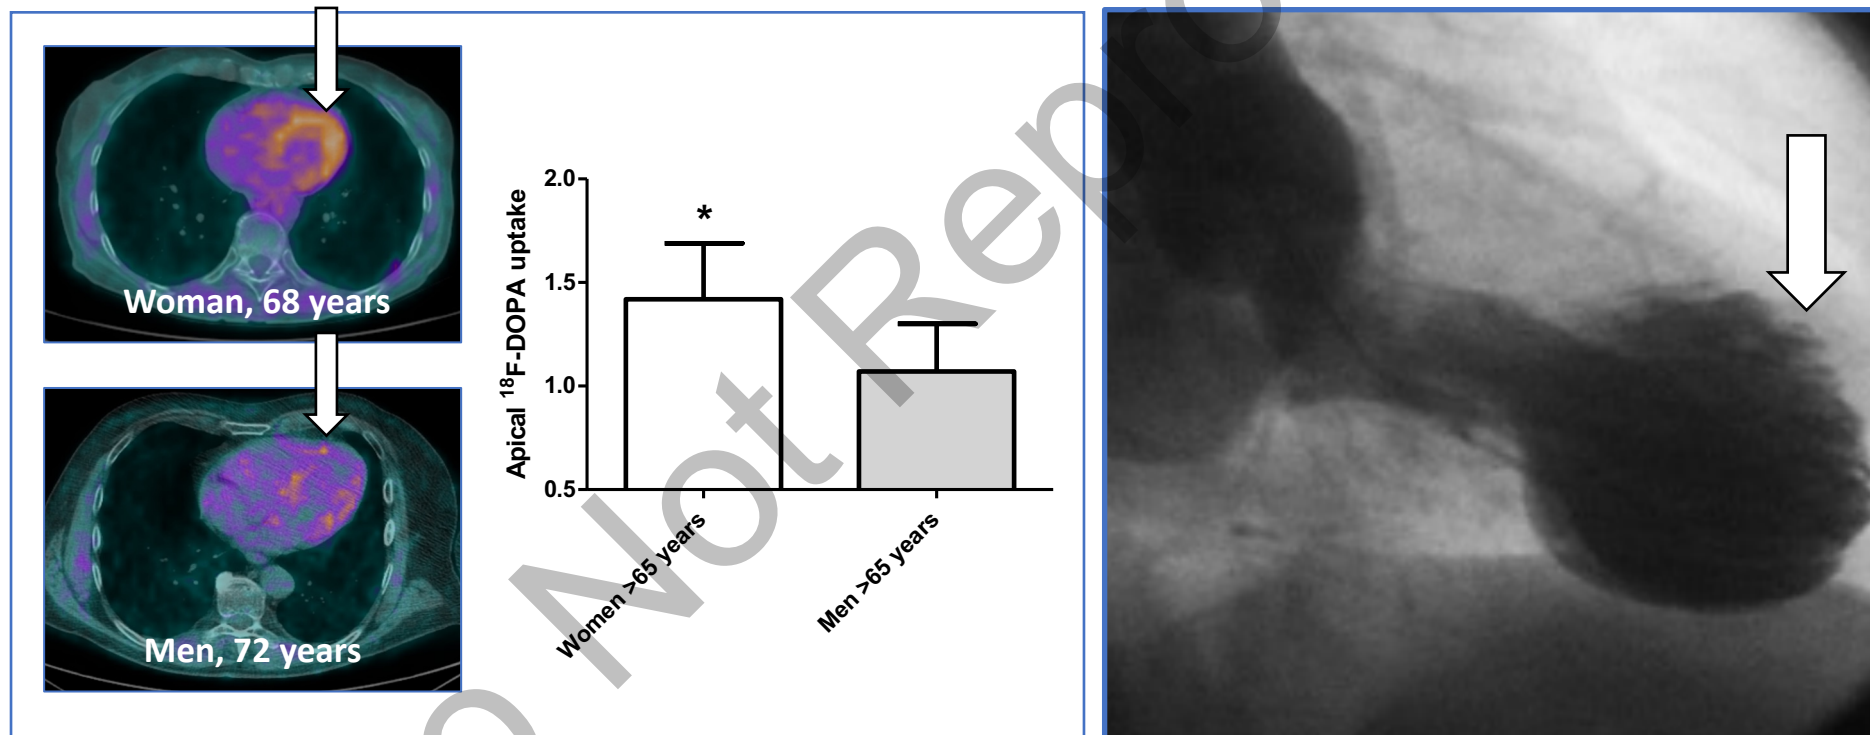 Woman, 68 years
Men, 72 years
Apical ¹⁸F-DOPA uptake
2.0
1.5
1.0
0.5
*
Women >65 years
Men >65 years
Not Repro